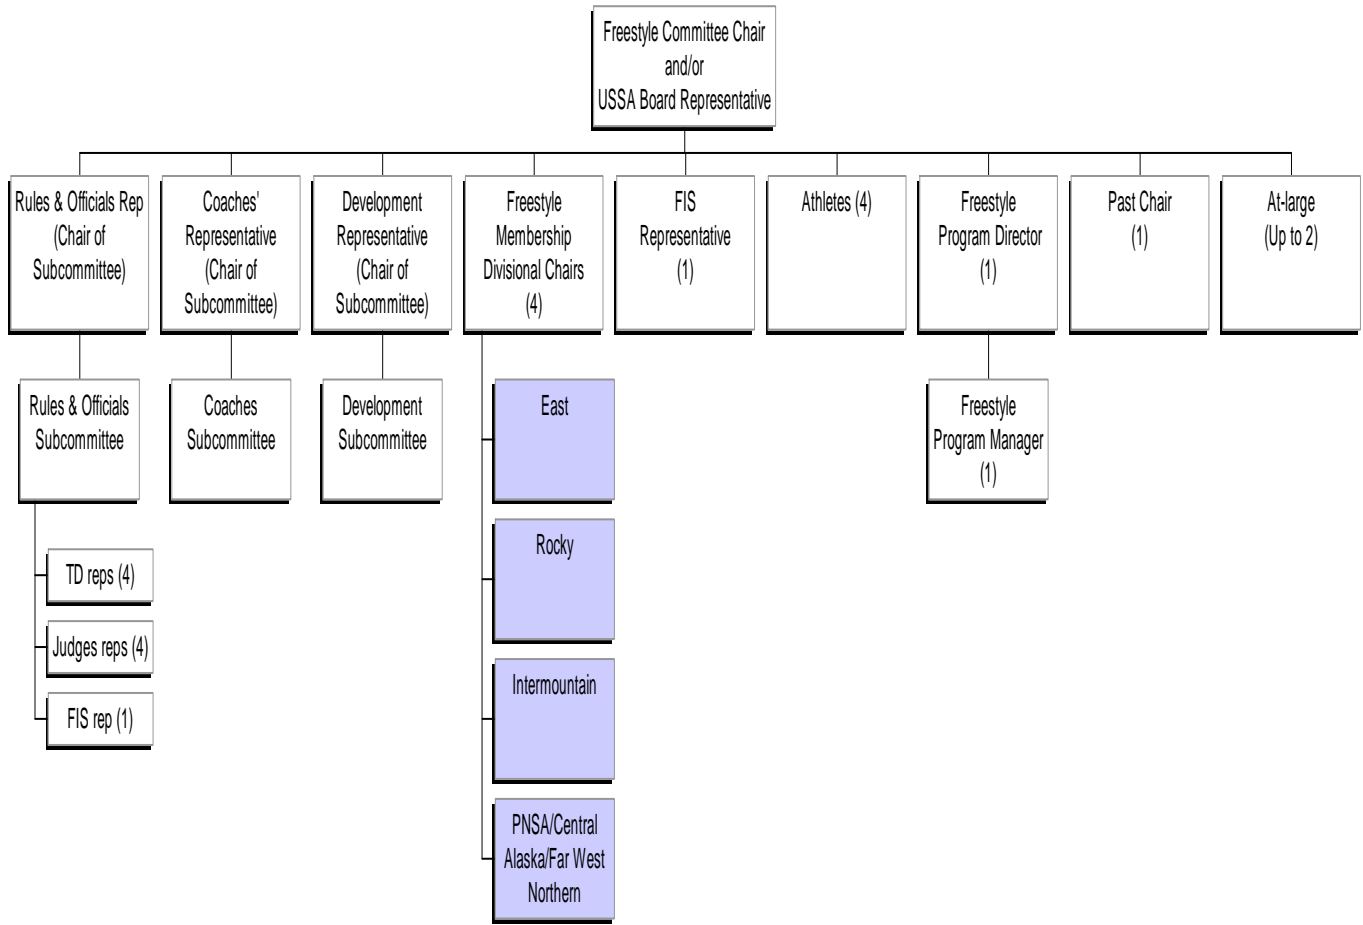 Freestyle Committee Chair
and/or
USSA Board Representative
Rules & Officials Rep
(Chair of
Subcommittee)
Coaches'
Representative
(Chair of
Subcommittee)
Development
Representative
(Chair of
Subcommittee)
Freestyle
Membership
Divisional Chairs
(4)
FIS
Representative
(1)
Athletes (4)
Freestyle
Program Director
(1)
Past Chair
(1)
At-large
(Up to 2)
Rules & Officials
Subcommittee
Coaches
Subcommittee
Development
Subcommittee
East
Freestyle
Program Manager
(1)
Rocky
TD reps (4)
Judges reps (4)
FIS rep (1)
Intermountain
PNSA/Central
Alaska/Far West
Northern